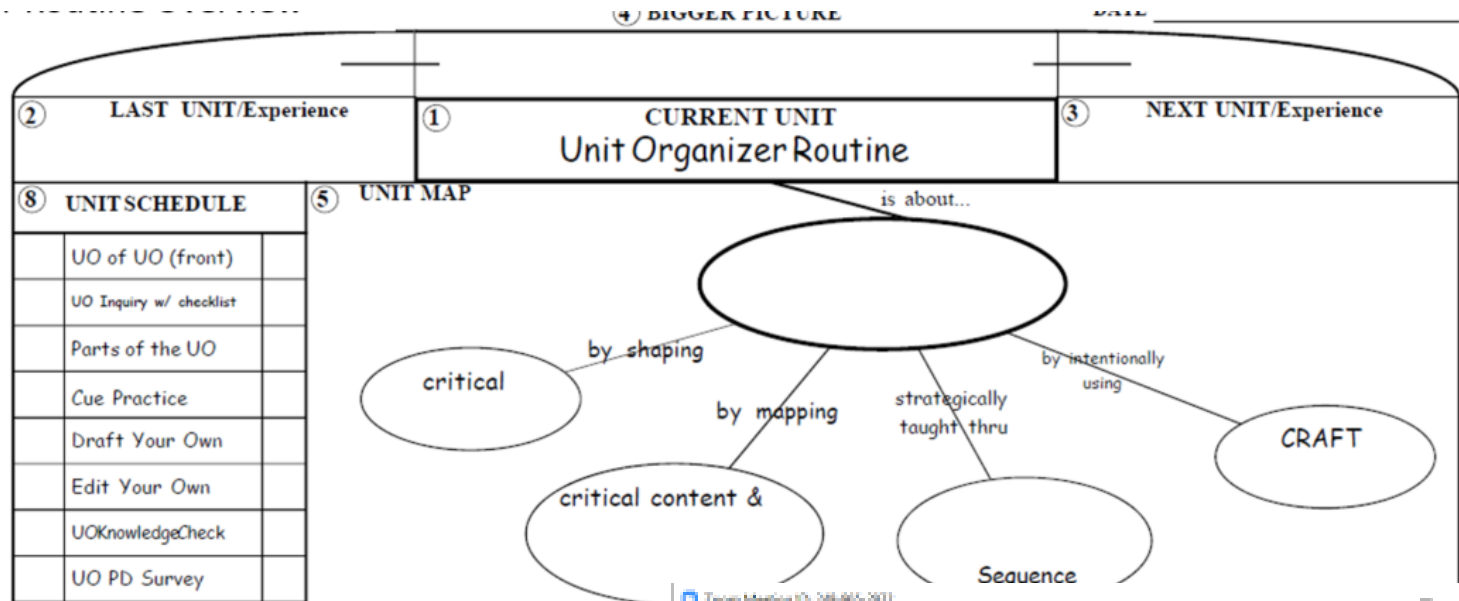 Routine Overview
④ BIGGER PICTURE
DATE
② LAST UNIT/Experience
① CURRENT UNIT
Unit Organizer Routine
③ NEXT UNIT/Experience
⑧ UNIT SCHEDULE
UO of UO (front)
UO Inquiry w/ checklist
Parts of the UO
Cue Practice
Draft Your Own
Edit Your Own
UOKnowledgeCheck
UO PD Survey
⑤ UNIT MAP
is about...
by shaping
critical
by mapping
critical content &
strategically
taught thru
Sequence
by intentionally
using
CRAFT